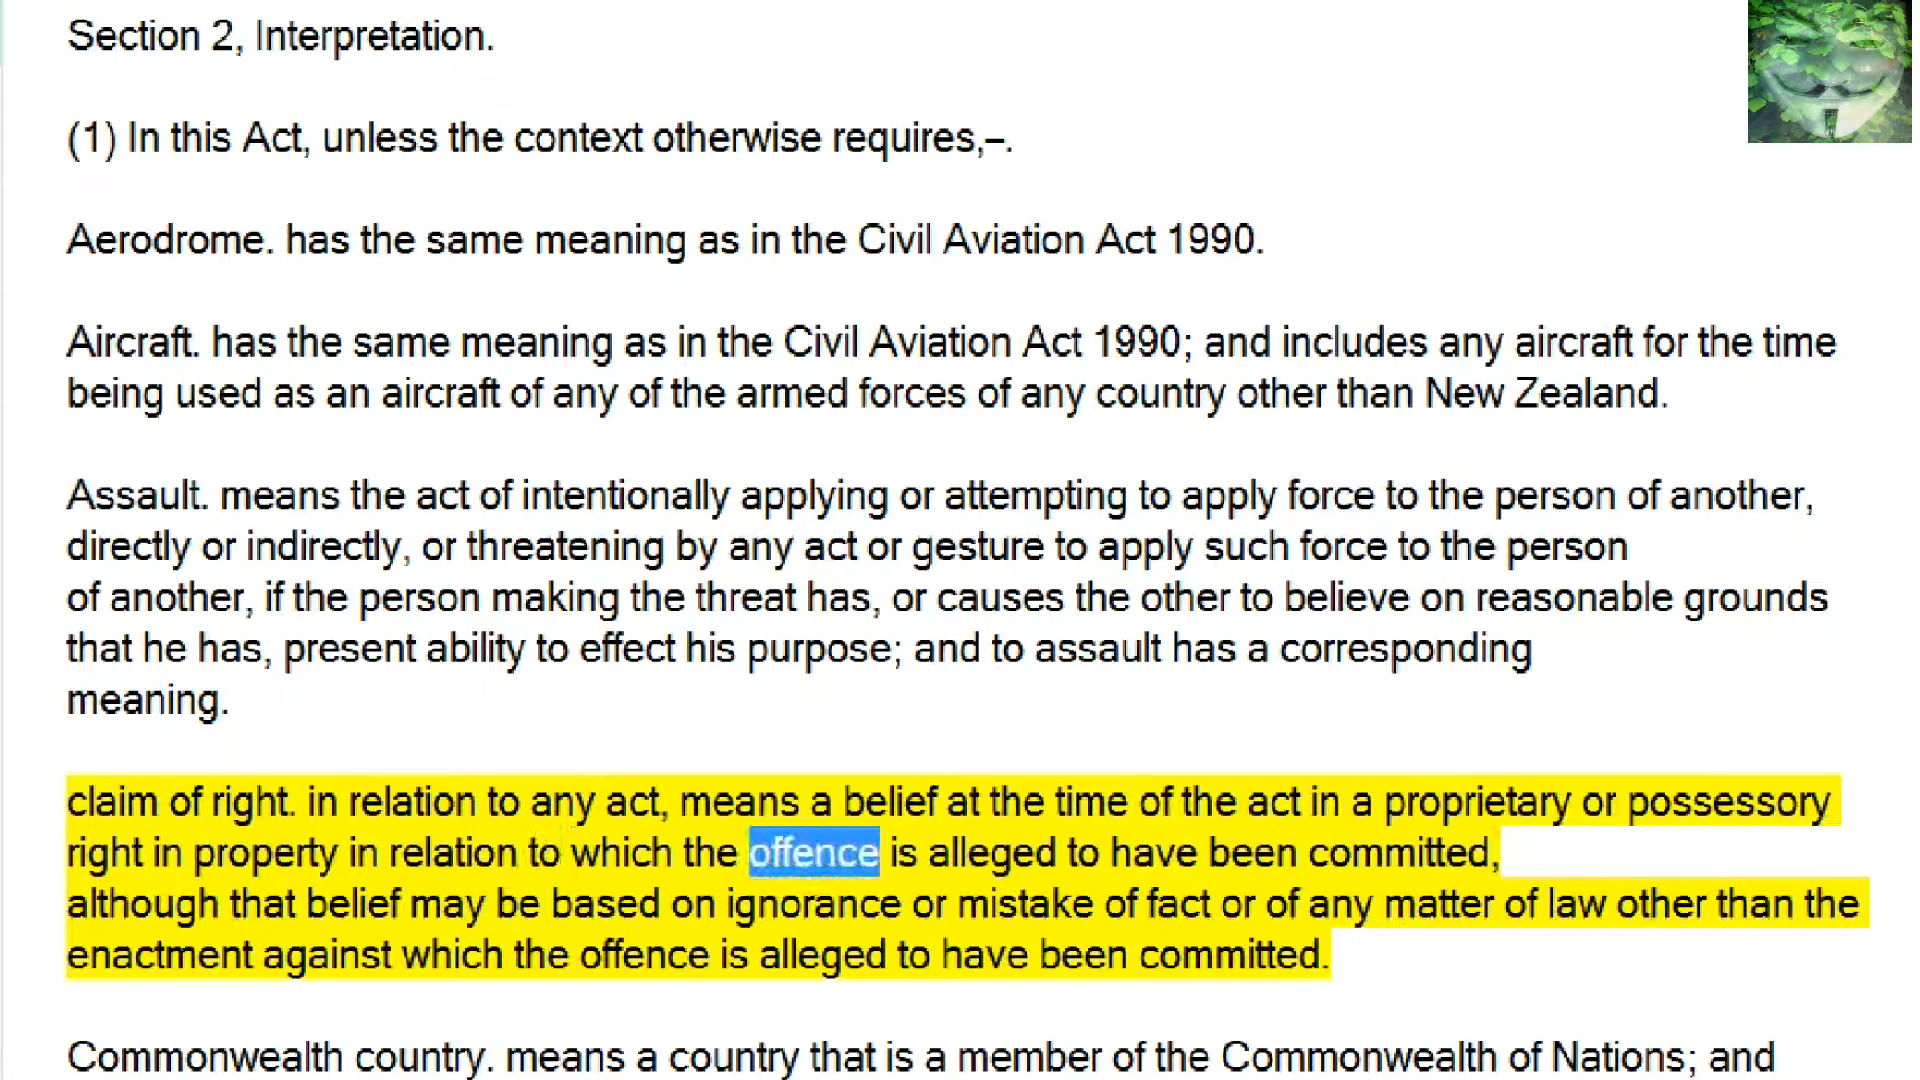 Section 2, Interpretation.
(1) In this Act, unless the context otherwise requires,–.
Aerodrome. has the same meaning as in the Civil Aviation Act 1990.
Aircraft. has the same meaning as in the Civil Aviation Act 1990; and includes any aircraft for the time
being used as an aircraft of any of the armed forces of any country other than New Zealand.
Assault. means the act of intentionally applying or attempting to apply force to the person of another,
directly or indirectly, or threatening by any act or gesture to apply such force to the person
of another, if the person making the threat has, or causes the other to believe on reasonable grounds
that he has, present ability to effect his purpose; and to assault has a corresponding
meaning.
claim of right. in relation to any act, means a belief at the time of the act in a proprietary or possessory
right in property in relation to which the offence is alleged to have been committed,
although that belief may be based on ignorance or mistake of fact or of any matter of law other than the
enactment against which the offence is alleged to have been committed.
Commonwealth country. means a country that is a member of the Commonwealth of Nations; and